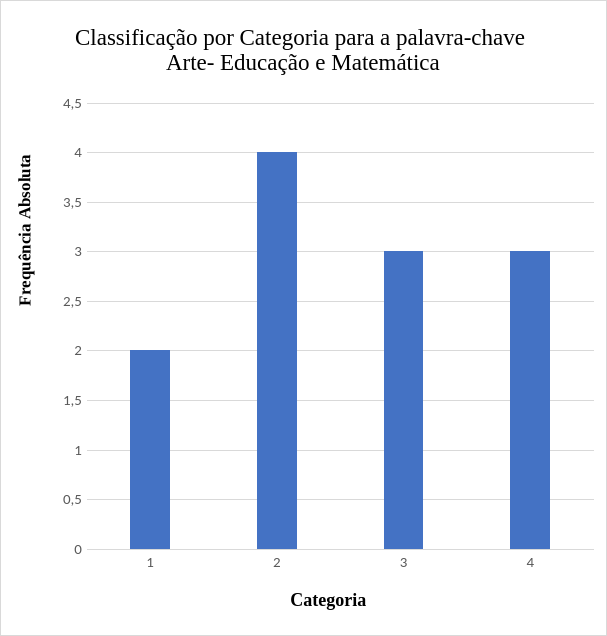 Classificação por Categoria para a palavra-chave
Arte- Educação e Matemática
Frequência Absoluta
4,5
4
3,5
3
2,5
2
1,5
1
0,5
0
1 2 3 4
Categoria